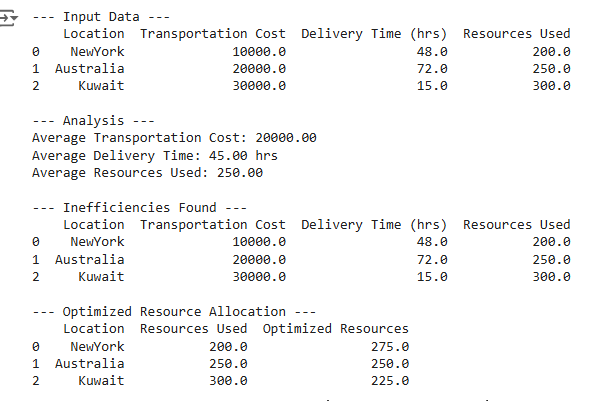 --- Input Data ---
Location Transportation Cost Delivery Time (hrs) Resources Used
0 NewYork 10000.0 48.0 200.0
1 Australia 20000.0 72.0 250.0
2 Kuwait 30000.0 15.0 300.0
--- Analysis ---
Average Transportation Cost: 20000.00
Average Delivery Time: 45.00 hrs
Average Resources Used: 250.00
--- Inefficiencies Found ---
Location Transportation Cost Delivery Time (hrs) Resources Used
0 NewYork 10000.0 48.0 200.0
1 Australia 20000.0 72.0 250.0
2 Kuwait 30000.0 15.0 300.0
--- Optimized Resource Allocation ---
Location Resources Used Optimized Resources
0 NewYork 200.0 275.0
1 Australia 250.0 250.0
2 Kuwait 300.0 225.0